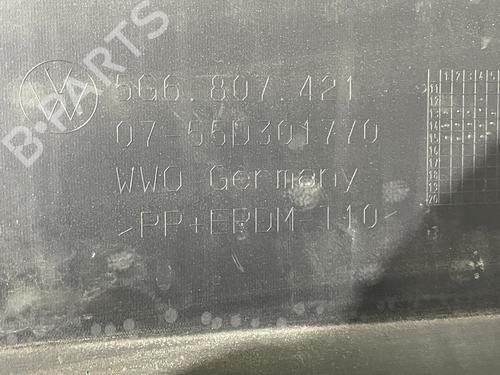 B-PARTS
5G6.807.421
07-55D301770
WWO Germany
>PP+EPDM-T10<